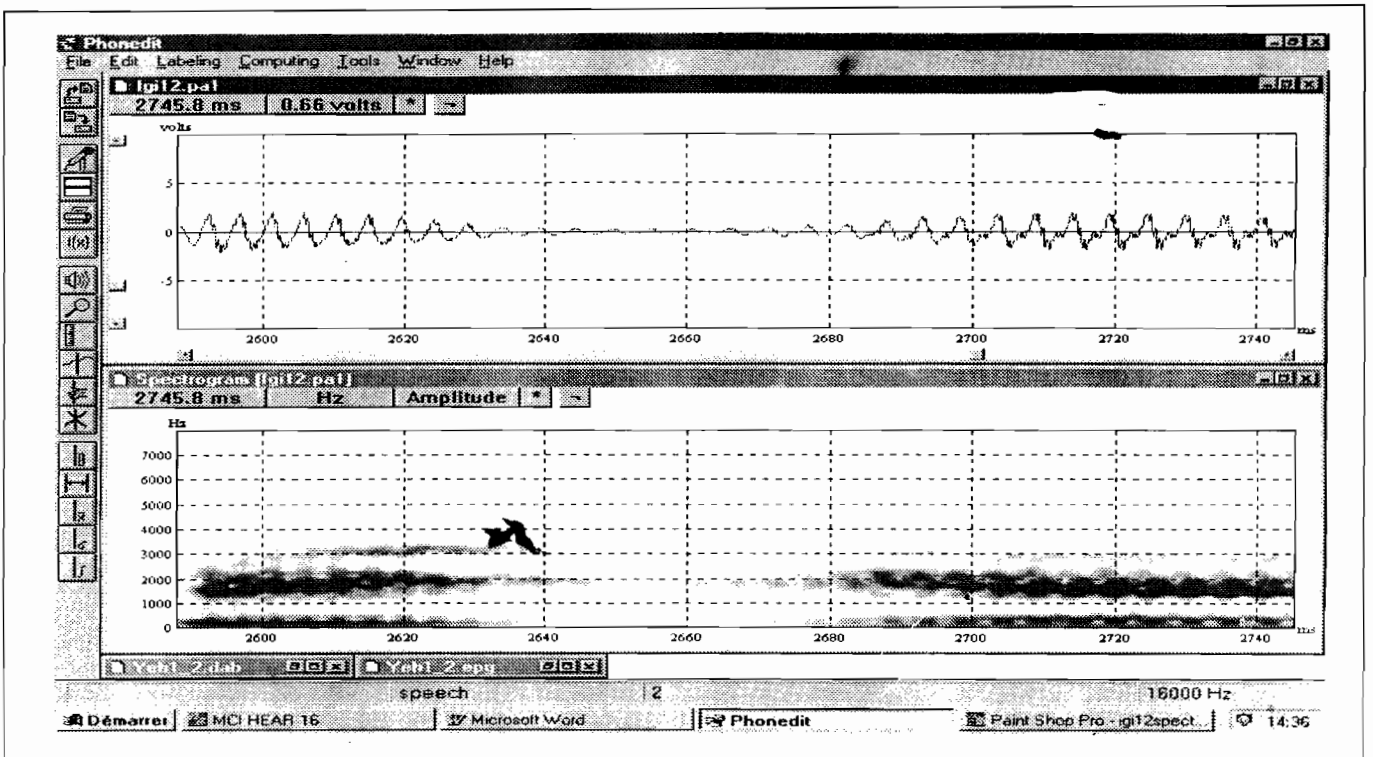 Phonedit
File Edit Labeling Computing Tools Window Help
Igi12.pa1
2745.8 ms 0.66 volts * ¬
volts
5
0
-5
2600 2620 2640 2660 2680 2700 2720 2740 ms
f(x)
Spectrogram [Igi12.pa1]
2745.8 ms Hz Amplitude * ¬
Hz
7000
6000
5000
4000
3000
2000
1000
0
2600 2620 2640 2660 2680 2700 2720 2740 ms
Yeh1_2.dab Yeh1_2.epg
speech 2 16000 Hz
Démarrer MCI HEAR 16 Microsoft Word Phonedit Paint Shop Pro - igi12spect... 14:36